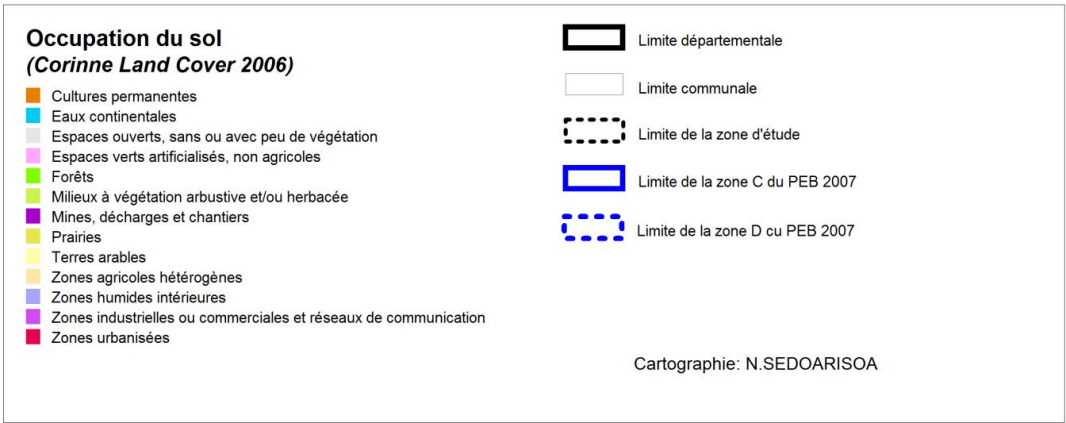 Occupation du sol
(Corinne Land Cover 2006)
Cultures permanentes
Eaux continentales
Espaces ouverts, sans ou avec peu de végétation
Espaces verts artificialisés, non agricoles
Forêts
Milieux à végétation arbustive et/ou herbacée
Mines, décharges et chantiers
Prairies
Terres arables
Zones agricoles hétérogènes
Zones humides intérieures
Zones industrielles ou commerciales et réseaux de communication
Zones urbanisées
Limite départementale
Limite communale
Limite de la zone d'étude
Limite de la zone C du PEB 2007
Limite de la zone D cu PEB 2007
Cartographie: N.SEDOARISOA